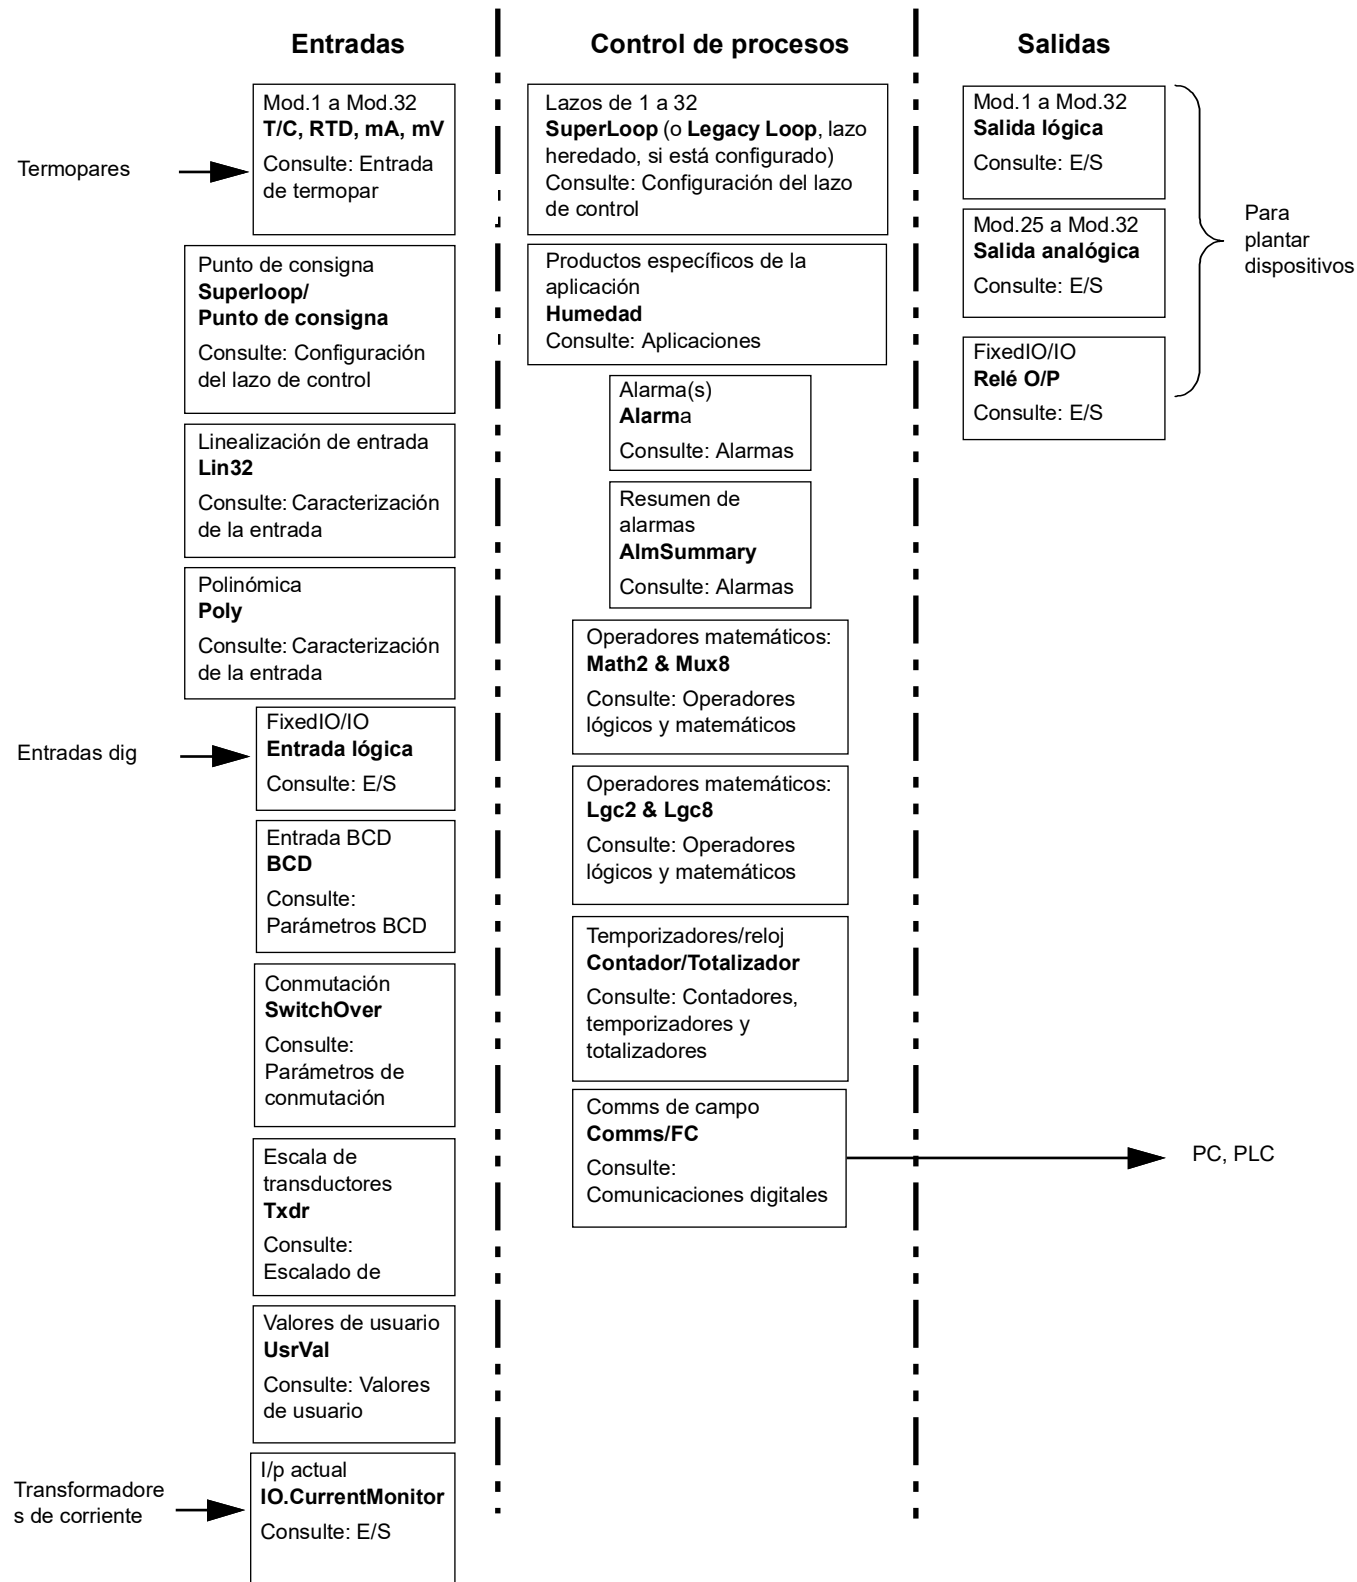 Entradas
Control de procesos
Salidas
Termopares
Mod.1 a Mod.32
T/C, RTD, mA, mV
Consulte: Entrada
de termopar
Punto de consigna
Superloop/
Punto de consigna
Consulte: Configuración
del lazo de control
Linealización de entrada
Lin32
Consulte: Caracterización
de la entrada
Polinómica
Poly
Consulte: Caracterización
de la entrada
Entradas dig
FixedIO/IO
Entrada lógica
Consulte: E/S
Entrada BCD
BCD
Consulte:
Parámetros BCD
Conmutación
SwitchOver
Consulte:
Parámetros de
conmutación
Escala de
transductores
Txdr
Consulte:
Escalado de
Valores de usuario
UsrVal
Consulte: Valores
de usuario
Transformadore
s de corriente
I/p actual
IO.CurrentMonitor
Consulte: E/S
Lazos de 1 a 32
SuperLoop (o Legacy Loop, lazo
heredado, si está configurado)
Consulte: Configuración del lazo
de control
Productos específicos de la
aplicación
Humedad
Consulte: Aplicaciones
Alarma(s)
Alarma
Consulte: Alarmas
Resumen de
alarmas
AlmSummary
Consulte: Alarmas
Operadores matemáticos:
Math2 & Mux8
Consulte: Operadores
lógicos y matemáticos
Operadores matemáticos:
Lgc2 & Lgc8
Consulte: Operadores
lógicos y matemáticos
Temporizadores/reloj
Contador/Totalizador
Consulte: Contadores,
temporizadores y
totalizadores
Comms de campo
Comms/FC
Consulte:
Comunicaciones digitales
Mod.1 a Mod.32
Salida lógica
Consulte: E/S
Mod.25 a Mod.32
Salida analógica
Consulte: E/S
FixedIO/IO
Relé O/P
Consulte: E/S
Para
plantar
dispositivos
PC, PLC